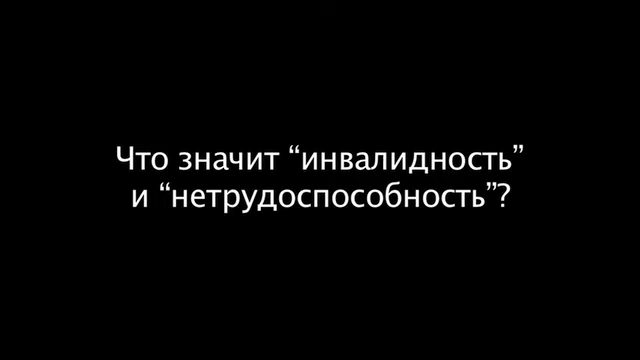 Что значит “инвалидность”
и “нетрудоспособность”?